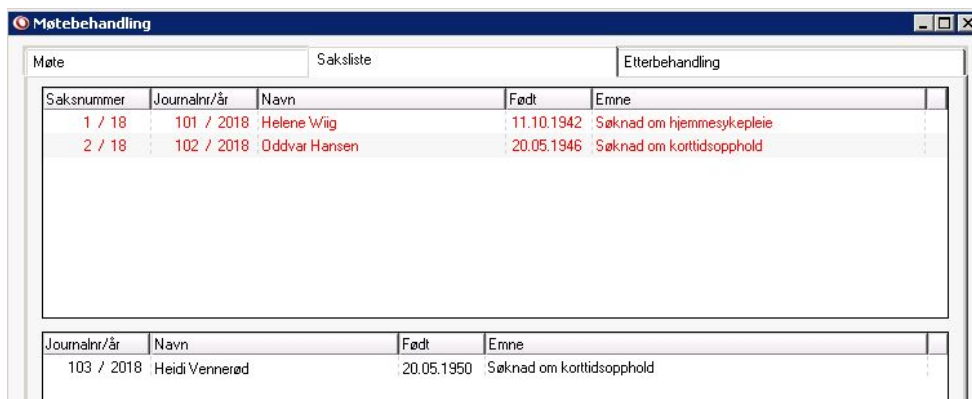 Møtebehandling
Møte Saksliste Etterbehandling
Saksnummer Journalnr/år Navn Født Emne
1 / 18 101 / 2018 Helene Wiig 11.10.1942 Søknad om hjemmesykepleie
2 / 18 102 / 2018 Oddvar Hansen 20.05.1946 Søknad om korttidsopphold
Journalnr/år Navn Født Emne
103 / 2018 Heidi Vennerød 20.05.1950 Søknad om korttidsopphold